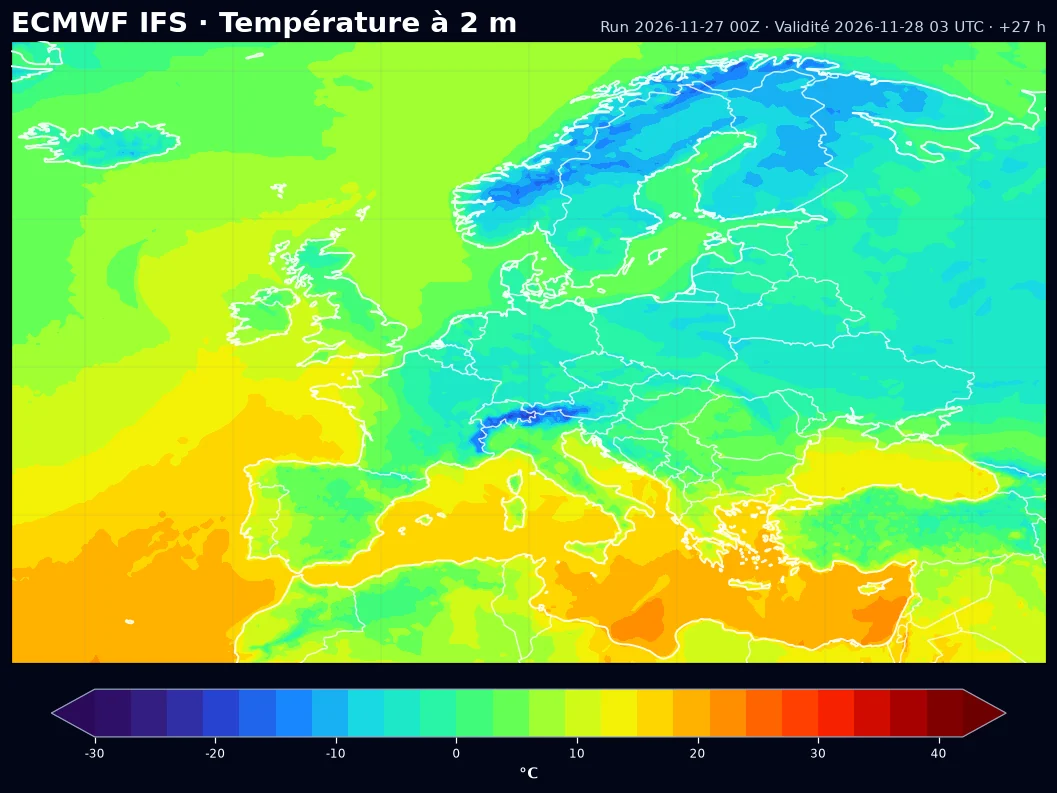 ECMWF IFS · Température à 2 m
Run 2026-11-27 00Z · Validité 2026-11-28 03 UTC · +27 h
-30 -20 -10 0 10 20 30 40
°C